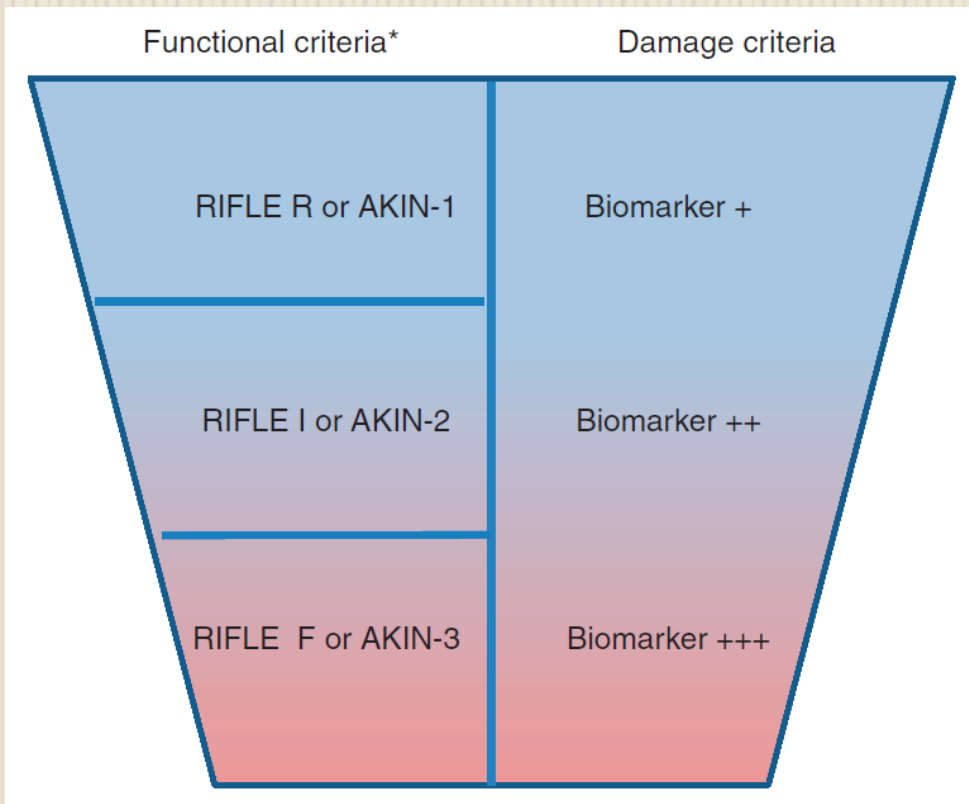 Functional criteria* Damage criteria
RIFLE R or AKIN-1 Biomarker +
RIFLE I or AKIN-2 Biomarker ++
RIFLE F or AKIN-3 Biomarker +++